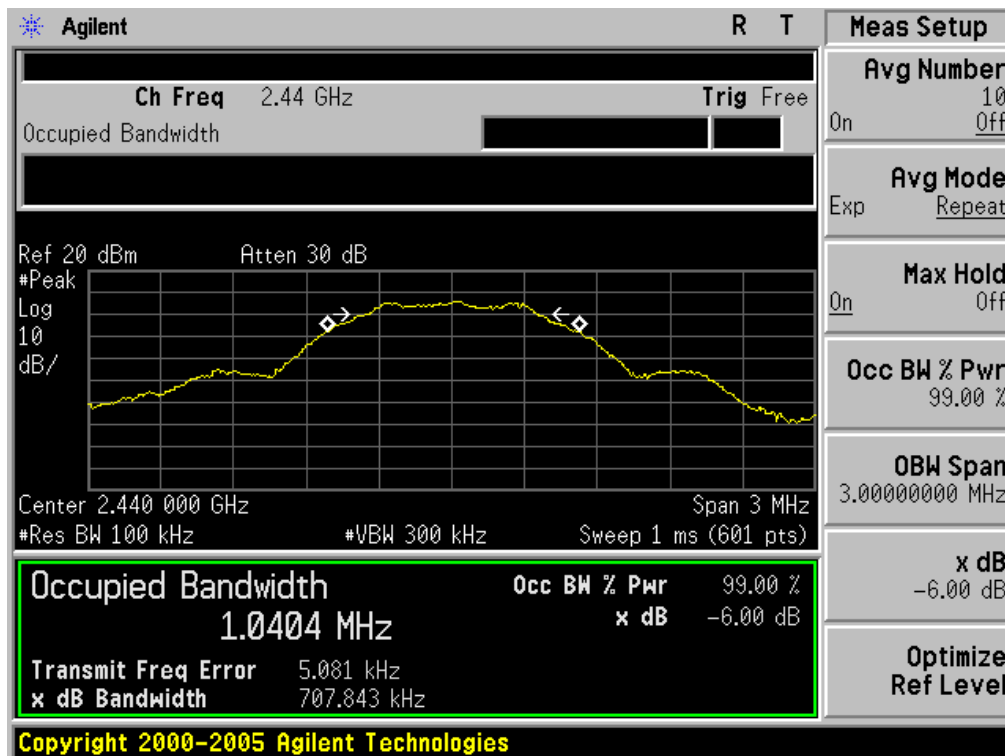 Agilent
R T
Meas Setup
Ch Freq 2.44 GHz
Trig Free
Occupied Bandwidth
Avg Number
10
On Off
Avg Mode
Exp Repeat
Max Hold
On Off
Occ BW % Pwr
99.00 %
OBW Span
3.00000000 MHz
x dB
-6.00 dB
Optimize
Ref Level
Ref 20 dBm Atten 30 dB
#Peak
Log
10
dB/
Center 2.440 000 GHz Span 3 MHz
#Res BW 100 kHz #VBW 300 kHz Sweep 1 ms (601 pts)
Occupied Bandwidth
1.0404 MHz
Occ BW % Pwr 99.00 %
x dB -6.00 dB
Transmit Freq Error 5.081 kHz
x dB Bandwidth 707.843 kHz
Copyright 2000-2005 Agilent Technologies